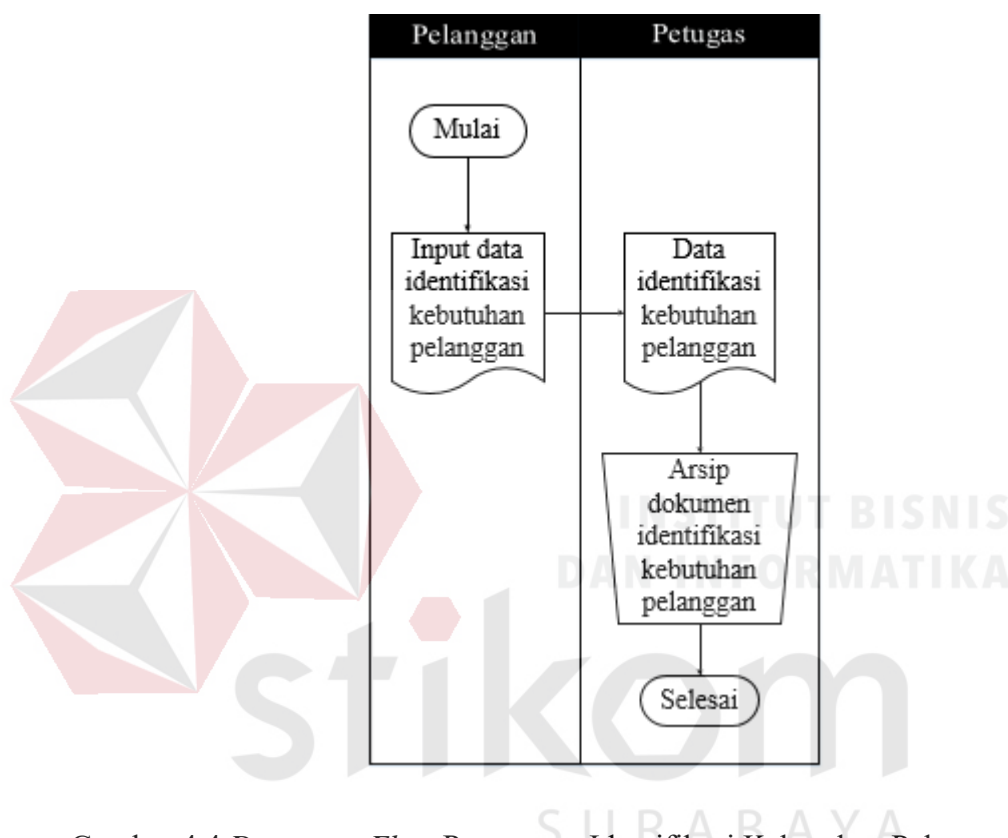 Pelanggan
Petugas
Mulai
Input data
identifikasi
kebutuhan
pelanggan
Data
identifikasi
kebutuhan
pelanggan
Arsip
dokumen
identifikasi
kebutuhan
pelanggan
Selesai
INSTITUT BISNIS
DAN INFORMATIKA
stikom
SURABAYA